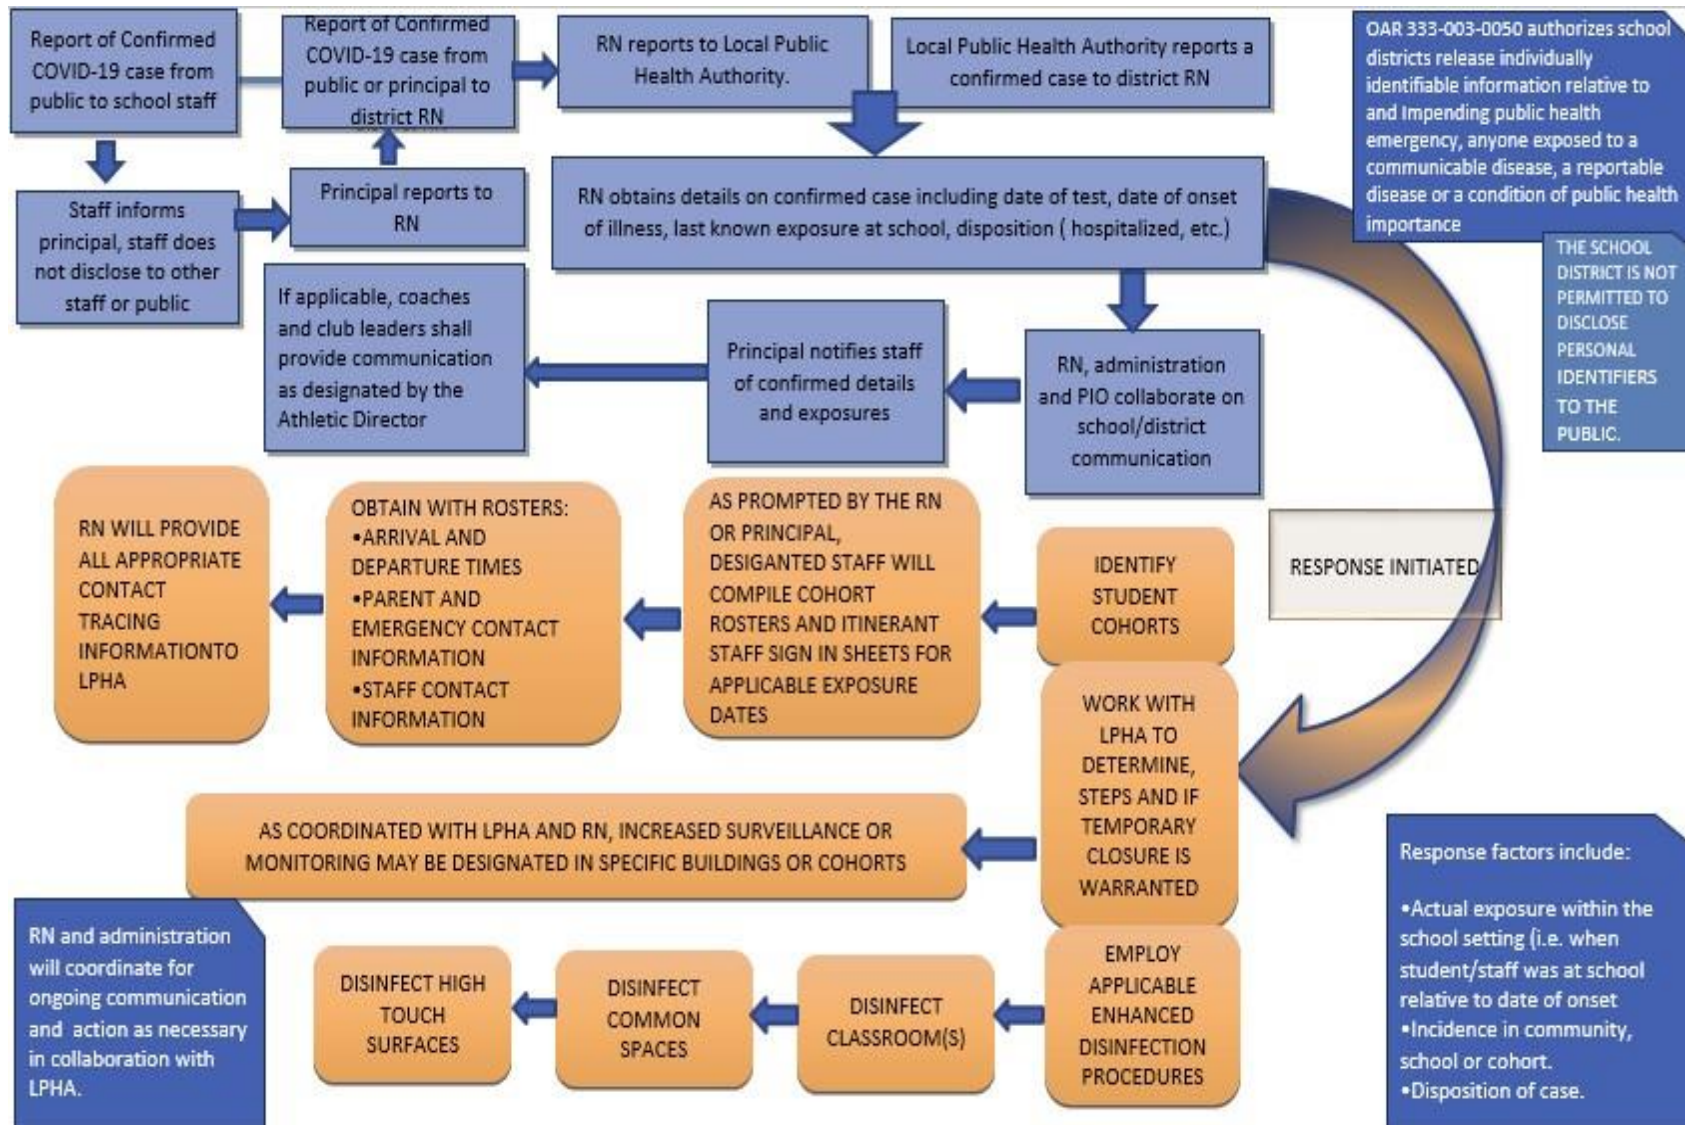 Report of Confirmed
COVID-19 case from
public to school staff
Report of Confirmed
COVID-19 case from
public or principal to
district RN
RN reports to Local Public
Health Authority.
Local Public Health Authority reports a
confirmed case to district RN
OAR 333-003-0050 authorizes school
districts release individually
identifiable information relative to
and Impending public health
emergency, anyone exposed to a
communicable disease, a reportable
disease or a condition of public health
importance
Staff informs
principal, staff does
not disclose to other
staff or public
Principal reports to
RN
RN obtains details on confirmed case including date of test, date of onset
of illness, last known exposure at school, disposition ( hospitalized, etc.)
THE SCHOOL
DISTRICT IS NOT
PERMITTED TO
DISCLOSE
PERSONAL
IDENTIFIERS
TO THE
PUBLIC.
If applicable, coaches
and club leaders shall
provide communication
as designated by the
Athletic Director
Principal notifies staff
of confirmed details
and exposures
RN, administration
and PIO collaborate on
school/district
communication
RN WILL PROVIDE
ALL APPROPRIATE
CONTACT
TRACING
INFORMATIONTO
LPHA
OBTAIN WITH ROSTERS:
•ARRIVAL AND
DEPARTURE TIMES
•PARENT AND
EMERGENCY CONTACT
INFORMATION
•STAFF CONTACT
INFORMATION
AS PROMPTED BY THE RN
OR PRINCIPAL,
DESIGANTED STAFF WILL
COMPILE COHORT
ROSTERS AND ITINERANT
STAFF SIGN IN SHEETS FOR
APPLICABLE EXPOSURE
DATES
IDENTIFY
STUDENT
COHORTS
RESPONSE INITIATED
WORK WITH
LPHA TO
DETERMINE,
STEPS AND IF
TEMPORARY
CLOSURE IS
WARRANTED
AS COORDINATED WITH LPHA AND RN, INCREASED SURVEILLANCE OR
MONITORING MAY BE DESIGNATED IN SPECIFIC BUILDINGS OR COHORTS
Response factors include:
•Actual exposure within the
school setting (i.e. when
student/staff was at school
relative to date of onset
•Incidence in community,
school or cohort.
•Disposition of case.
RN and administration
will coordinate for
ongoing communication
and action as necessary
in collaboration with
LPHA.
DISINFECT HIGH
TOUCH
SURFACES
DISINFECT
COMMON
SPACES
DISINFECT
CLASSROOM(S)
EMPLOY
APPLICABLE
ENHANCED
DISINFECTION
PROCEDURES